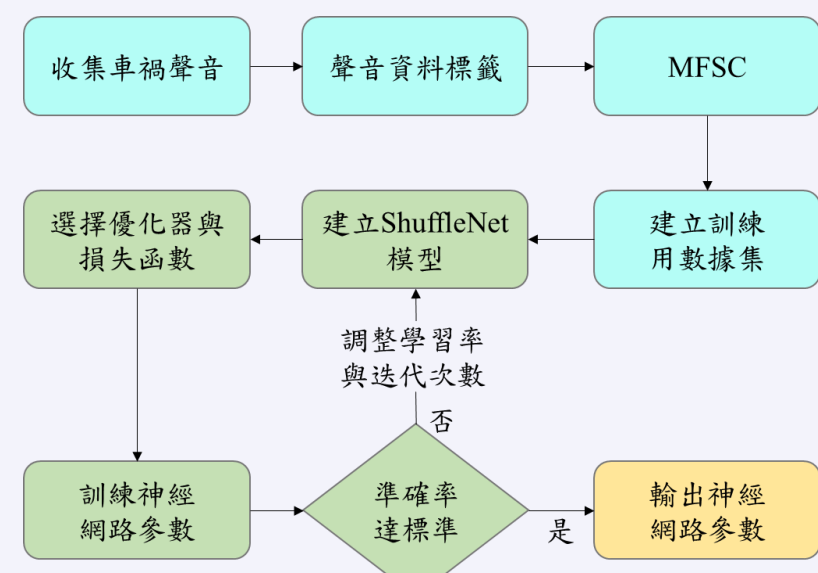 收集車禍聲音
聲音資料標籤
MFSC
建立訓練
用數據集
建立ShuffleNet
模型
選擇優化器與
損失函數
訓練神經
網路參數
準確率
達標準
否
調整學習率
與迭代次數
是
輸出神經
網路參數